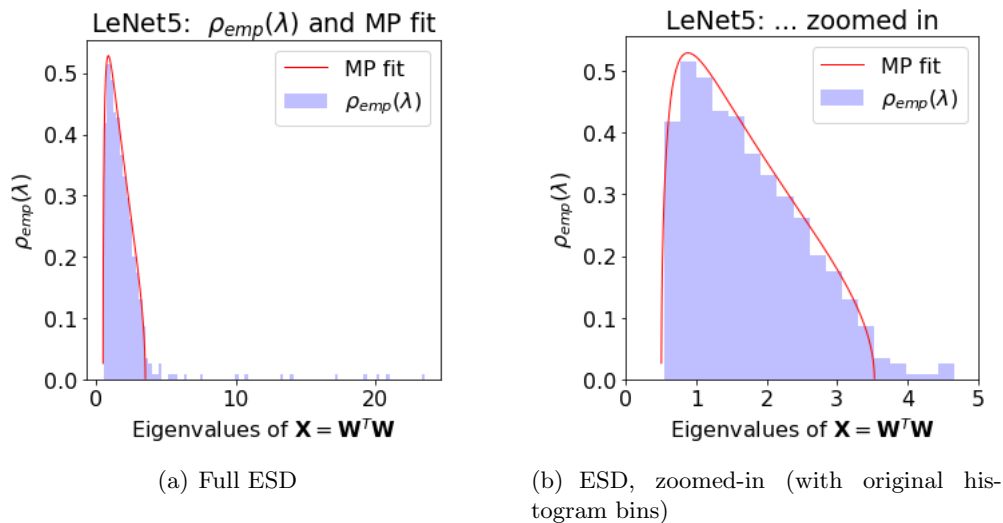 LeNet5: ρ_emp(λ) and MP fit
MP fit
ρ_emp(λ)
0.5
0.4
0.3
0.2
0.1
0.0
ρ_emp(λ)
0 10 20
Eigenvalues of X = W^T W
(a) Full ESD
LeNet5: ... zoomed in
MP fit
ρ_emp(λ)
0.5
0.4
0.3
0.2
0.1
0.0
ρ_emp(λ)
0 1 2 3 4 5
Eigenvalues of X = W^T W
(b) ESD, zoomed-in (with original his-
togram bins)